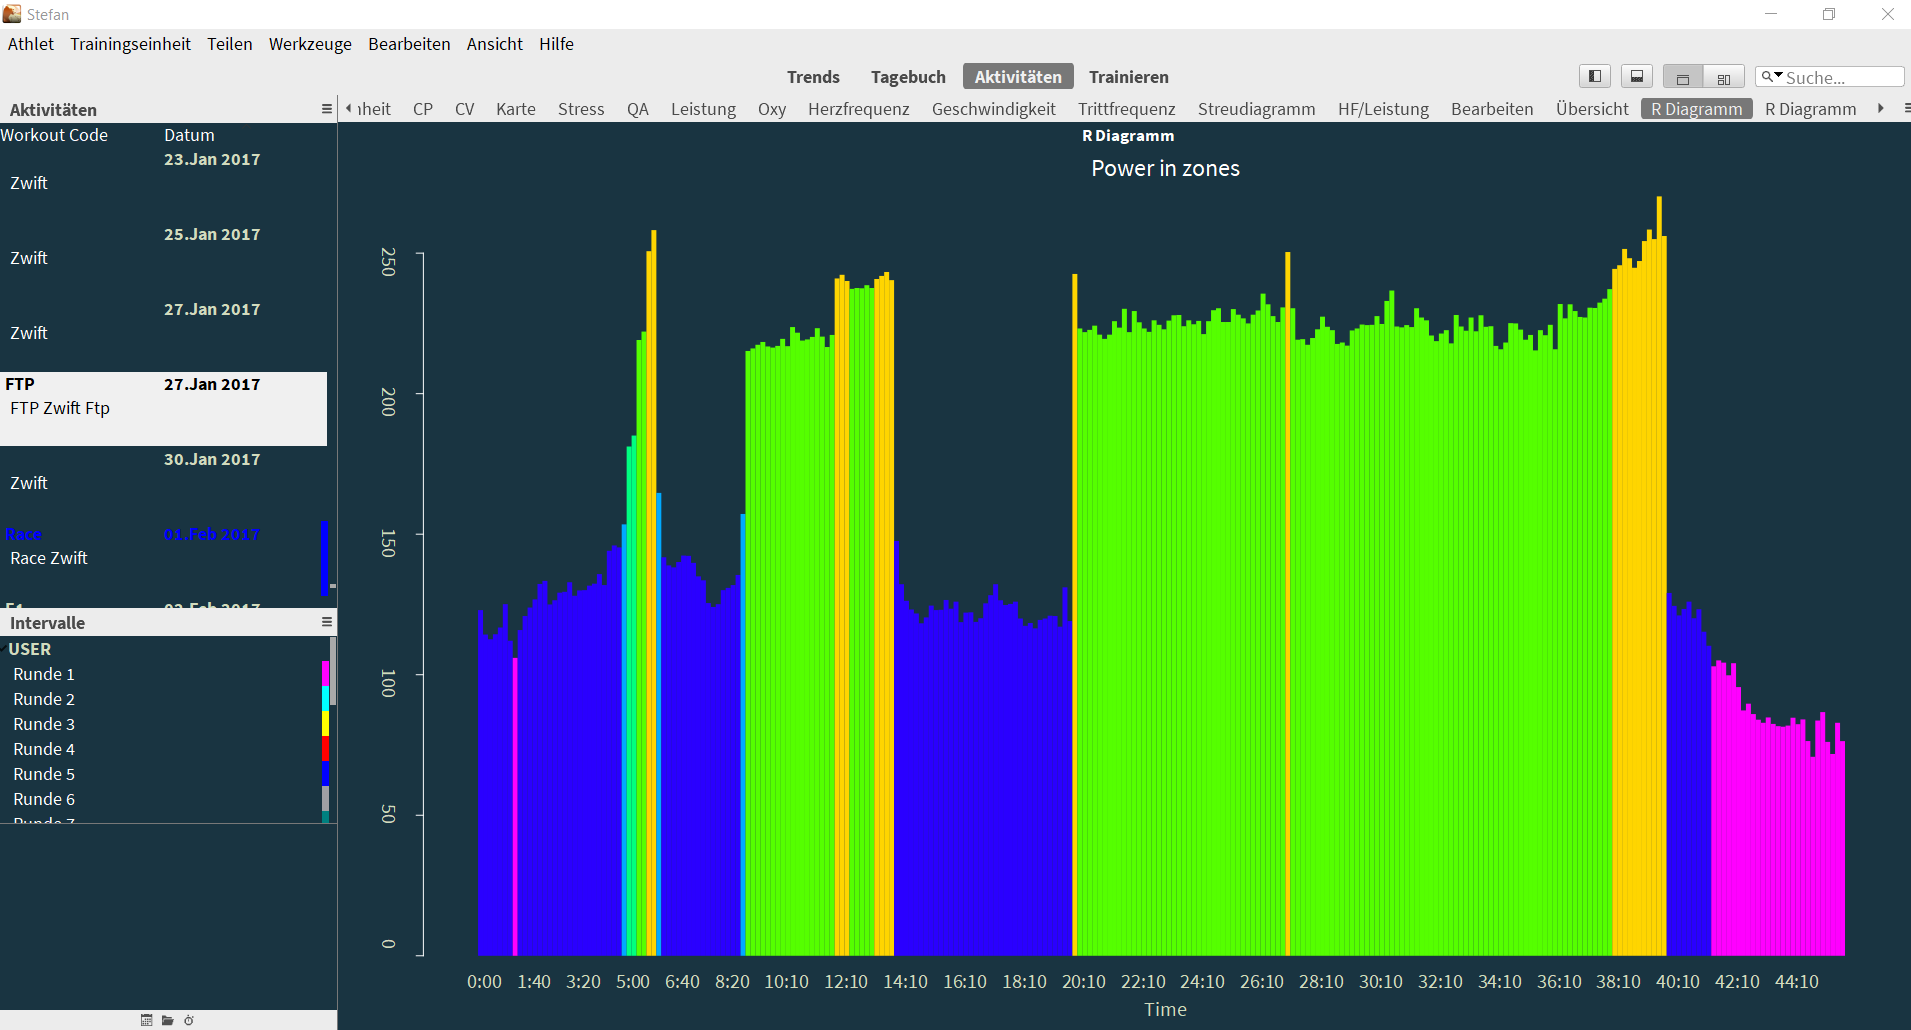 Stefan
Athlet Trainingseinheit Teilen Werkzeuge Bearbeiten Ansicht Hilfe
Trends Tagebuch Aktivitäten Trainieren
Suche...
Aktivitäten
CP CV Karte Stress QA Leistung Oxy Herzfrequenz Geschwindigkeit Trittfrequenz Streudiagramm HF/Leistung Bearbeiten Übersicht R Diagramm R Diagramm
Workout Code Datum
23.Jan 2017
Zwift
25.Jan 2017
Zwift
27.Jan 2017
Zwift
FTP 27.Jan 2017
FTP Zwift Ftp
30.Jan 2017
Zwift
Race 01.Feb 2017
Race Zwift
Intervalle
USER
Runde 1
Runde 2
Runde 3
Runde 4
Runde 5
Runde 6
R Diagramm
Power in zones
250
200
150
100
50
0
0:00 1:40 3:20 5:00 6:40 8:20 10:10 12:10 14:10 16:10 18:10 20:10 22:10 24:10 26:10 28:10 30:10 32:10 34:10 36:10 38:10 40:10 42:10 44:10
Time